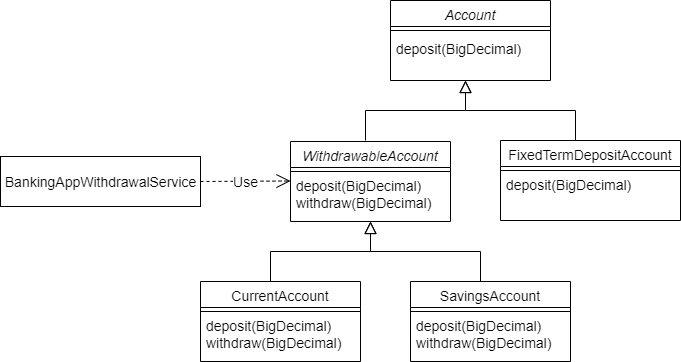 Account
deposit(BigDecimal)
WithdrawableAccount
deposit(BigDecimal)
withdraw(BigDecimal)
FixedTermDepositAccount
deposit(BigDecimal)
BankingAppWithdrawalService
Use
CurrentAccount
deposit(BigDecimal)
withdraw(BigDecimal)
SavingsAccount
deposit(BigDecimal)
withdraw(BigDecimal)